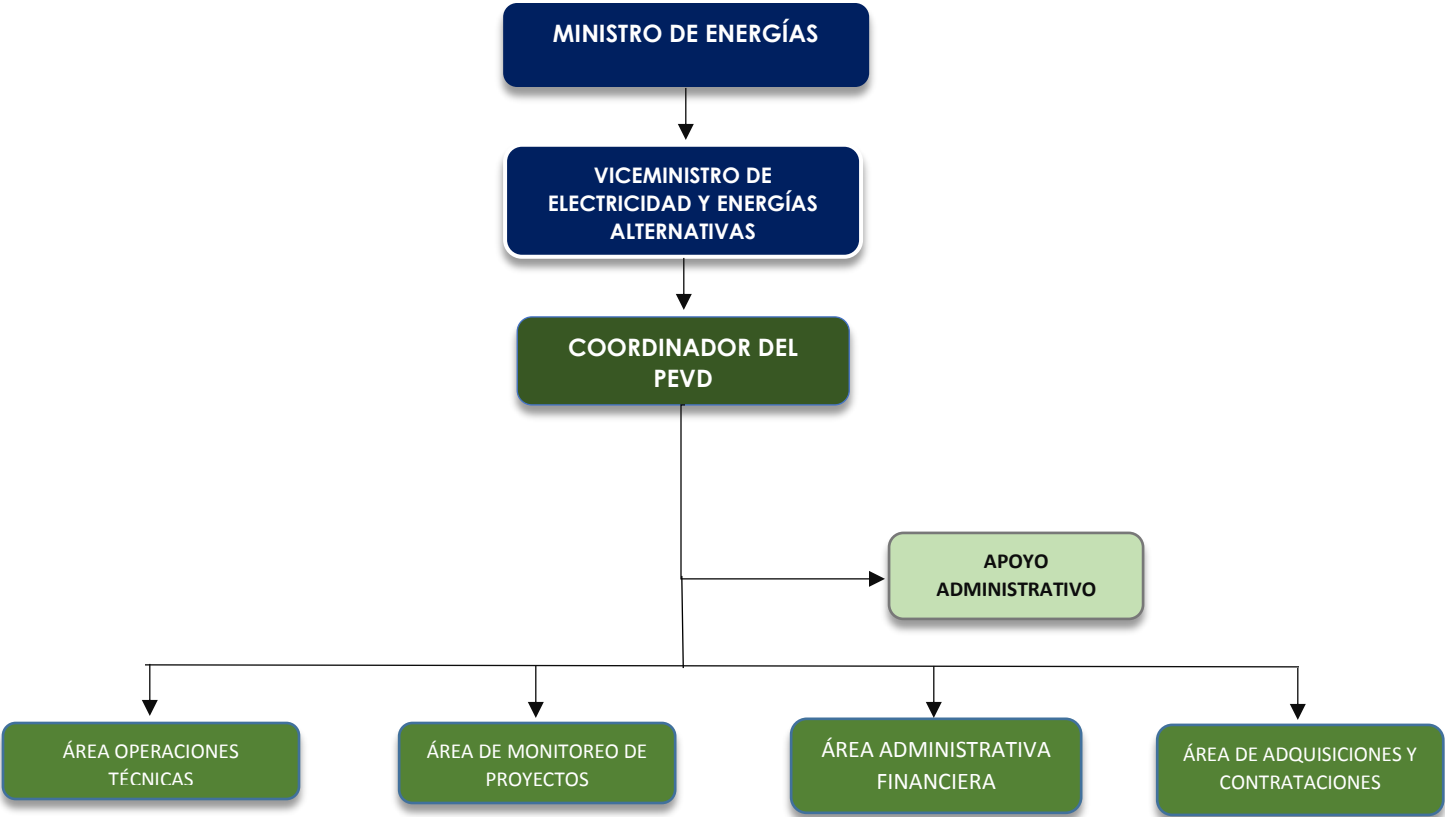 MINISTRO DE ENERGÍAS
VICEMINISTRO DE
ELECTRICIDAD Y ENERGÍAS
ALTERNATIVAS
COORDINADOR DEL
PEVD
APOYO
ADMINISTRATIVO
ÁREA OPERACIONES
TÉCNICAS
ÁREA DE MONITOREO DE
PROYECTOS
ÁREA ADMINISTRATIVA
FINANCIERA
ÁREA DE ADQUISICIONES Y
CONTRATACIONES